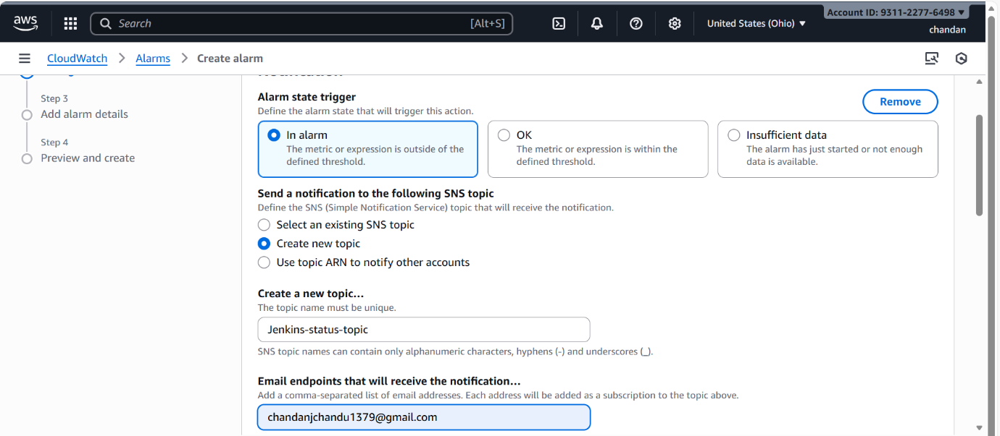 aws
Search [Alt+S]
Account ID: 9311-2277-6498
United States (Ohio)
chandan
CloudWatch > Alarms > Create alarm
Step 3
Add alarm details
Step 4
Preview and create
Alarm state trigger
Define the alarm state that will trigger this action.
Remove
In alarm
The metric or expression is outside of the
defined threshold.
OK
The metric or expression is within the
defined threshold.
Insufficient data
The alarm has just started or not enough
data is available.
Send a notification to the following SNS topic
Define the SNS (Simple Notification Service) topic that will receive the notification.
Select an existing SNS topic
Create new topic
Use topic ARN to notify other accounts
Create a new topic...
The topic name must be unique.
Jenkins-status-topic
SNS topic names can contain only alphanumeric characters, hyphens (-) and underscores (_).
Email endpoints that will receive the notification...
Add a comma-separated list of email addresses. Each address will be added as a subscription to the topic above.
chandanjchandu1379@gmail.com